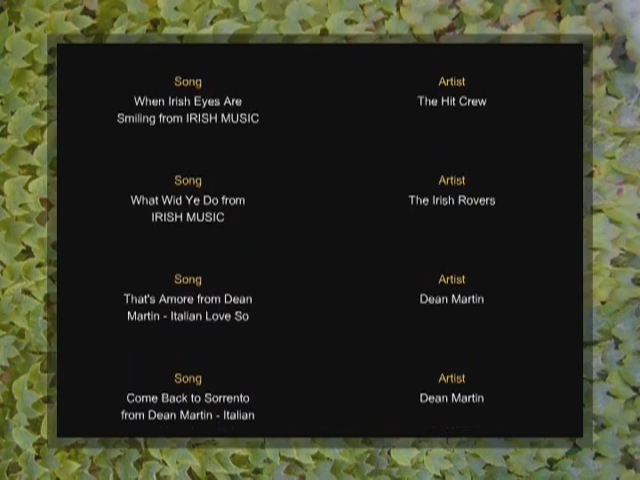 Song Artist
When Irish Eyes Are The Hit Crew
Smiling from IRISH MUSIC
Song Artist
What Wid Ye Do from The Irish Rovers
IRISH MUSIC
Song Artist
That's Amore from Dean Dean Martin
Martin - Italian Love So
Song Artist
Come Back to Sorrento Dean Martin
from Dean Martin - Italian